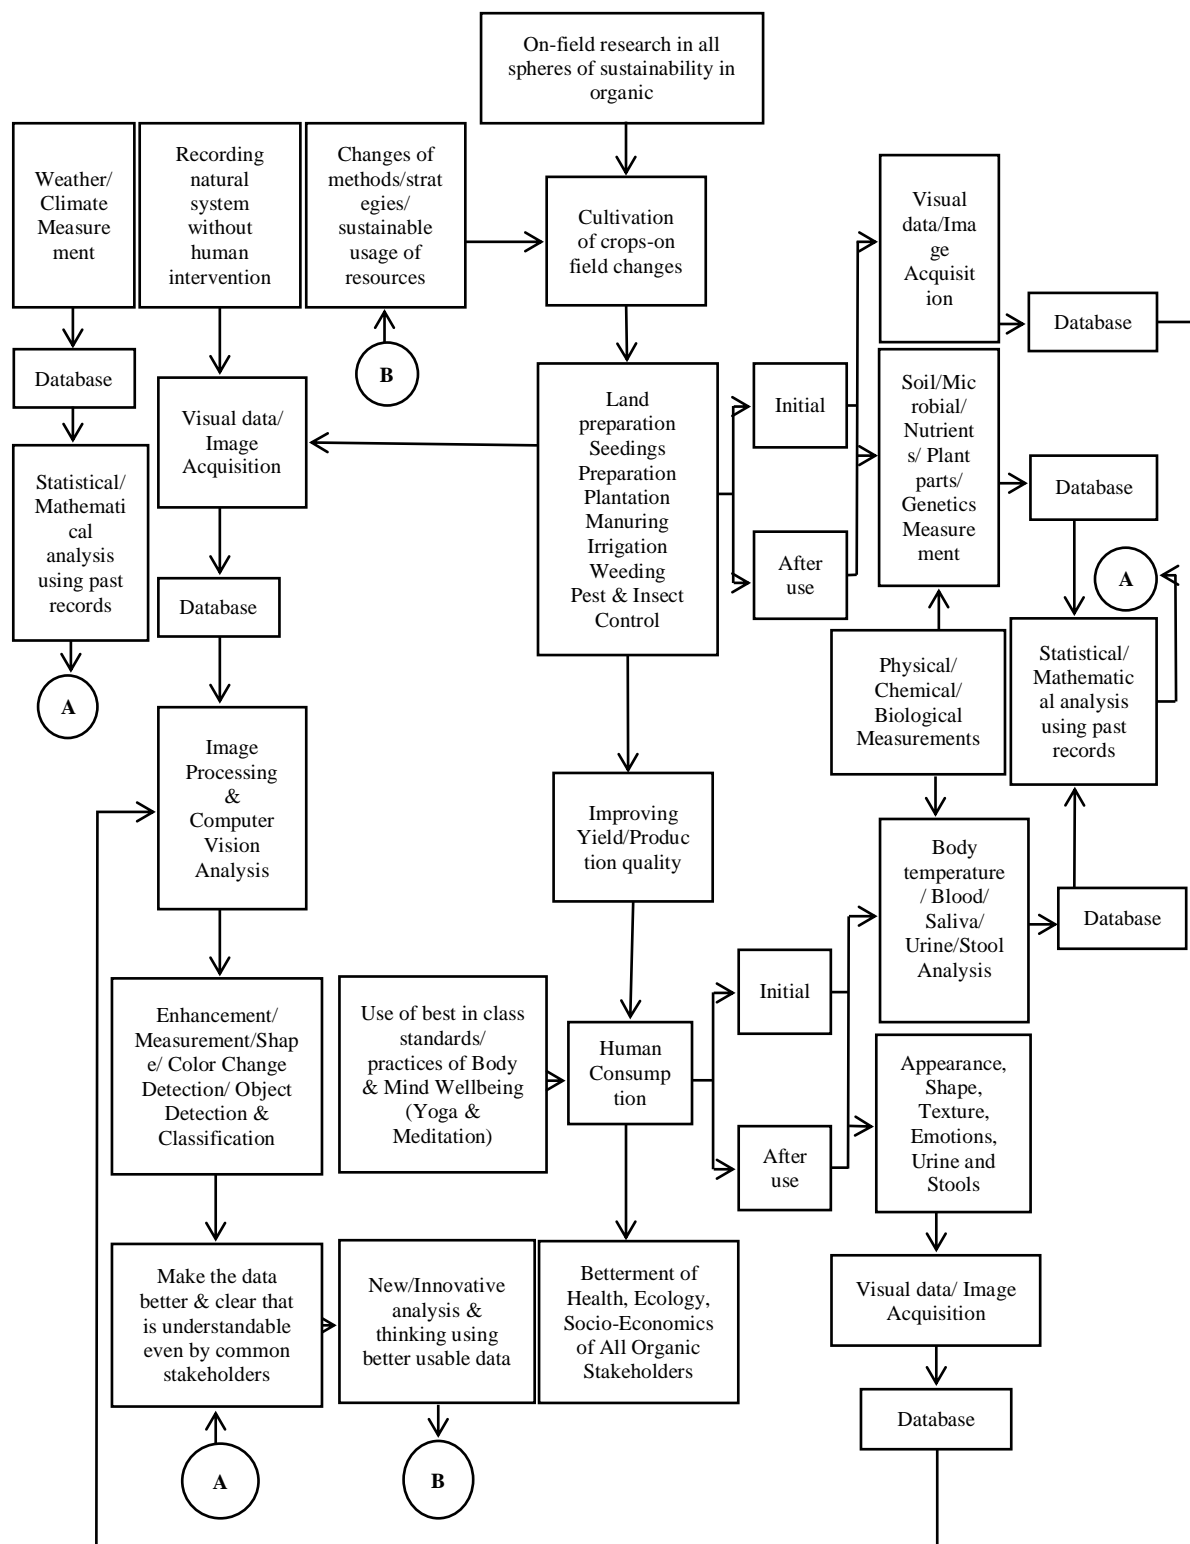 On-field research in all
spheres of sustainability in
organic
Weather/
Climate
Measure
ment
Recording
natural
system
without
human
intervention
Changes of
methods/strat
egies/
sustainable
usage of
resources
Cultivation
of crops-on
field changes
Visual
data/Ima
ge
Acquisit
ion
Database
Database
B
Visual data/
Image
Acquisition
Land
preparation
Seedings
Preparation
Plantation
Manuring
Irrigation
Weeding
Pest & Insect
Control
Initial
After
use
Soil/Mic
robial/
Nutrient
s/ Plant
parts/
Genetics
Measure
ment
Database
A
Statistical/
Mathemati
cal
analysis
using past
records
A
Database
Physical/
Chemical/
Biological
Measurements
Statistical/
Mathematic
al analysis
using past
records
Image
Processing
&
Computer
Vision
Analysis
Improving
Yield/Produc
tion quality
Body
temperature
/ Blood/
Saliva/
Urine/Stool
Analysis
Database
Enhancement/
Measurement/Shap
e/ Color Change
Detection/ Object
Detection &
Classification
Use of best in class
standards/
practices of Body
& Mind Wellbeing
(Yoga &
Meditation)
Human
Consump
tion
Initial
After
use
Appearance,
Shape,
Texture,
Emotions,
Urine and
Stools
Make the data
better & clear that
is understandable
even by common
stakeholders
New/Innovative
analysis &
thinking using
better usable data
Betterment of
Health, Ecology,
Socio-Economics
of All Organic
Stakeholders
Visual data/ Image
Acquisition
Database
A
B